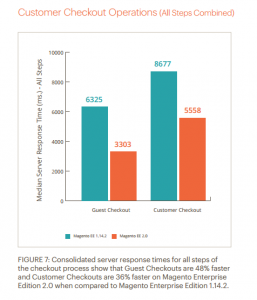 Customer Checkout Operations (All Steps Combined)
Median Server Response Time (ms.) - All Steps
10000
8000
6000
4000
2000
0
6325
3303
8677
5558
Guest Checkout
Customer Checkout
Magento EE 1.14.2
Magento EE 2.0
FIGURE 7: Consolidated server response times for all steps of
the checkout process show that Guest Checkouts are 48% faster
and Customer Checkouts are 36% faster on Magento Enterprise
Edition 2.0 when compared to Magento Enterprise
Edition 1.14.2.